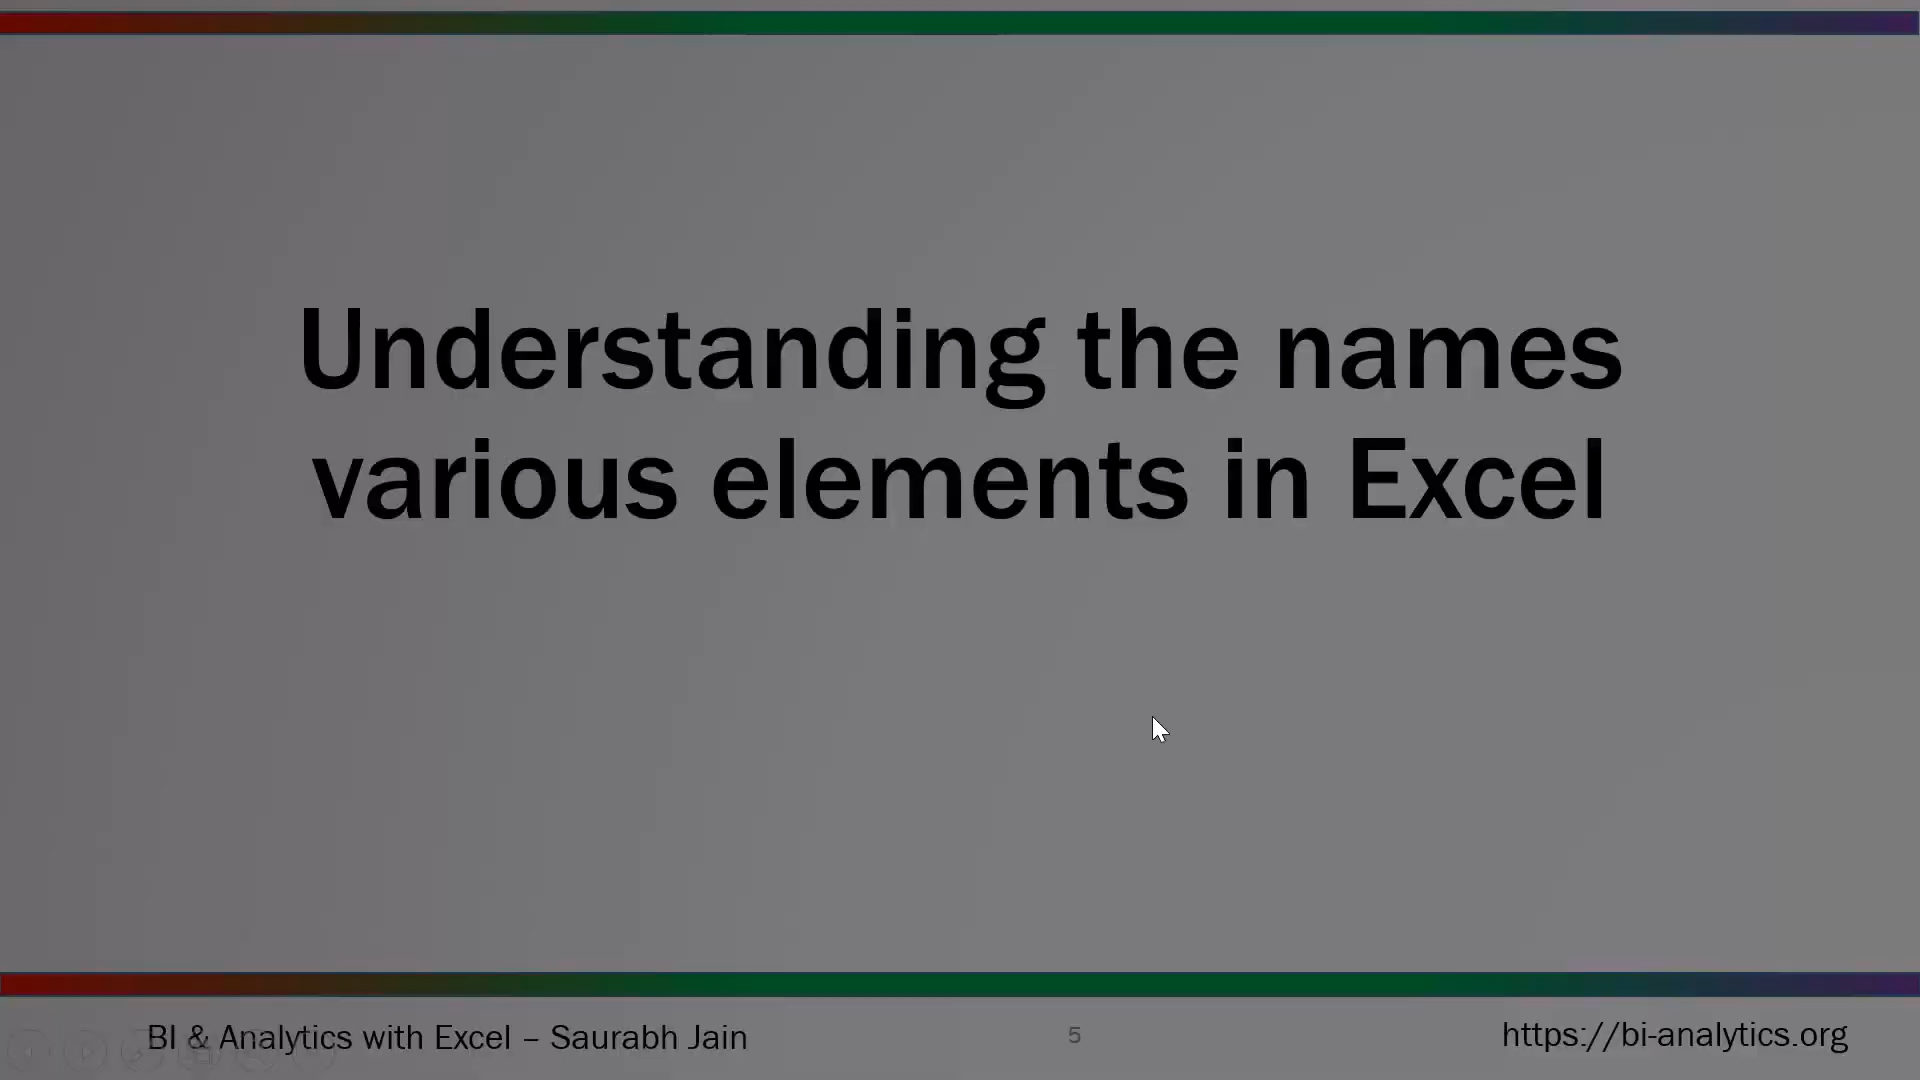 Understanding the names
various elements in Excel
BI & Analytics with Excel – Saurabh Jain
5
https://bi-analytics.org